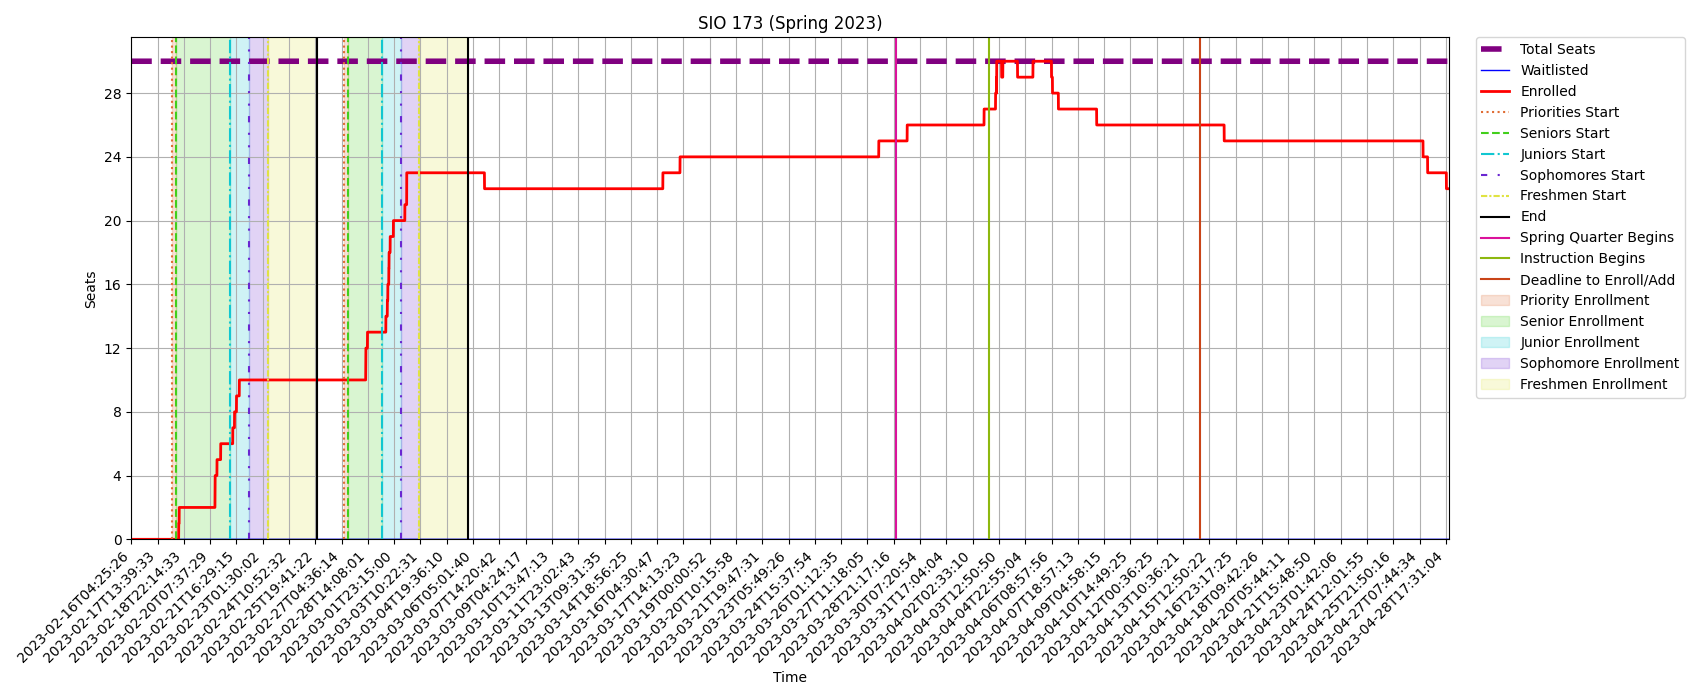 SIO 173 (Spring 2023)
Seats
28
24
20
16
12
8
4
0
2023-02-16T04:25:26
2023-02-17T13:39:33
2023-02-18T22:14:33
2023-02-20T07:37:29
2023-02-21T16:29:15
2023-02-23T01:30:02
2023-02-24T10:52:32
2023-02-25T19:41:22
2023-02-27T04:36:14
2023-02-28T14:08:01
2023-03-01T23:15:00
2023-03-03T10:22:31
2023-03-04T19:36:10
2023-03-06T05:01:40
2023-03-07T14:20:42
2023-03-09T04:24:17
2023-03-10T13:47:13
2023-03-11T23:02:43
2023-03-13T09:31:35
2023-03-14T18:56:25
2023-03-16T04:30:47
2023-03-17T14:13:23
2023-03-19T00:00:52
2023-03-20T10:15:58
2023-03-21T19:47:31
2023-03-23T05:49:26
2023-03-24T15:37:54
2023-03-26T01:12:35
2023-03-27T11:18:05
2023-03-28T21:17:16
2023-03-30T07:20:54
2023-03-31T17:04:04
2023-04-02T02:33:10
2023-04-03T12:50:50
2023-04-04T22:55:04
2023-04-06T08:57:56
2023-04-07T18:57:13
2023-04-09T04:58:15
2023-04-10T14:49:25
2023-04-12T00:36:25
2023-04-13T10:36:21
2023-04-15T12:50:22
2023-04-16T23:17:25
2023-04-18T09:42:26
2023-04-20T05:44:11
2023-04-21T15:48:50
2023-04-23T01:42:06
2023-04-24T12:01:55
2023-04-25T21:50:16
2023-04-27T07:44:34
2023-04-28T17:31:04
Time
Total Seats
Waitlisted
Enrolled
Priorities Start
Seniors Start
Juniors Start
Sophomores Start
Freshmen Start
End
Spring Quarter Begins
Instruction Begins
Deadline to Enroll/Add
Priority Enrollment
Senior Enrollment
Junior Enrollment
Sophomore Enrollment
Freshmen Enrollment